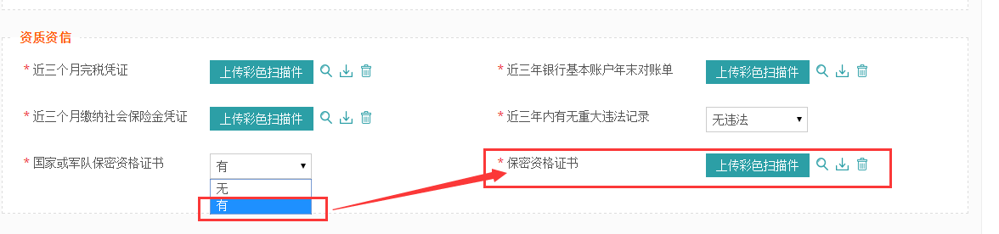 资质资信
* 近三个月完税凭证 上传彩色扫描件 * 近三年银行基本账户年末对账单 上传彩色扫描件
* 近三个月缴纳社会保险金凭证 上传彩色扫描件 * 近三年内有无重大违法记录 无违法
* 国家或军队保密资格证书 有 * 保密资格证书 上传彩色扫描件
无
有